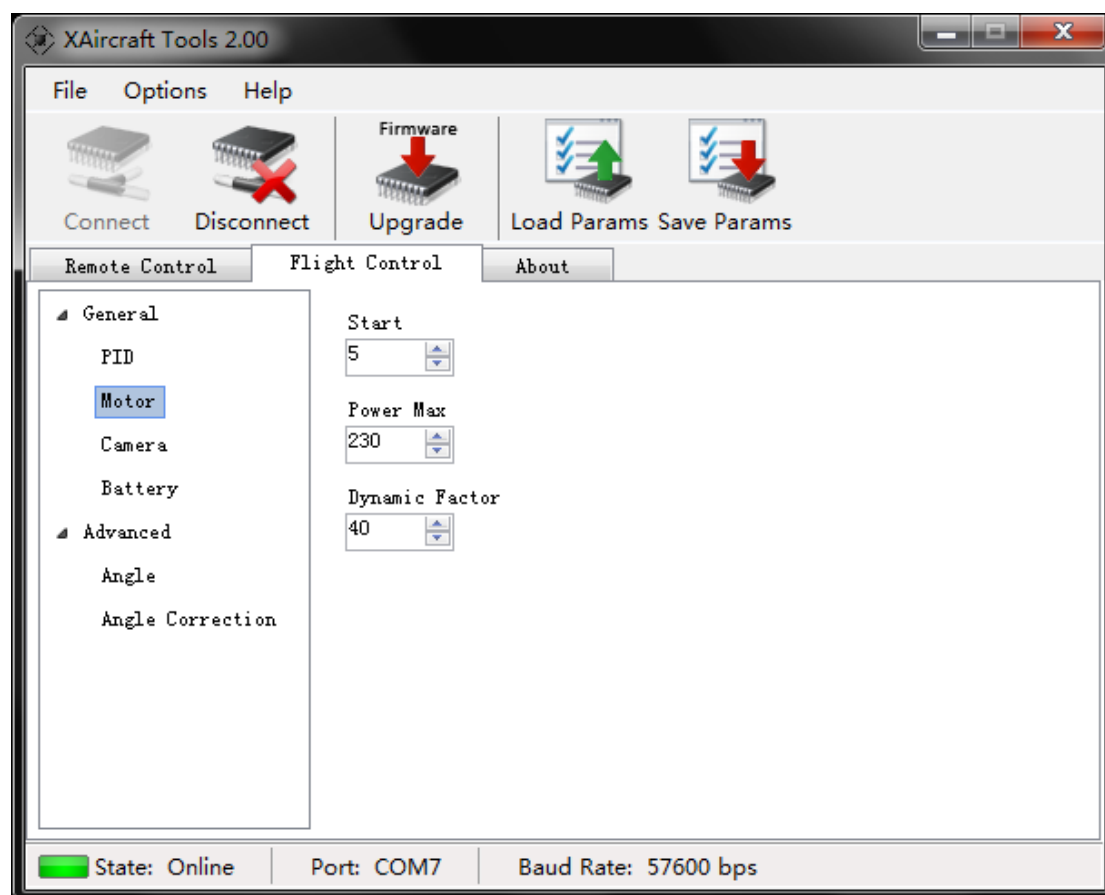 XAircraft Tools 2.00
File Options Help
Firmware
Connect Disconnect Upgrade Load Params Save Params
Remote Control Flight Control About
General
PID
Motor
Camera
Battery
Advanced
Angle
Angle Correction
Start
5
Power Max
230
Dynamic Factor
40
State: Online Port: COM7 Baud Rate: 57600 bps